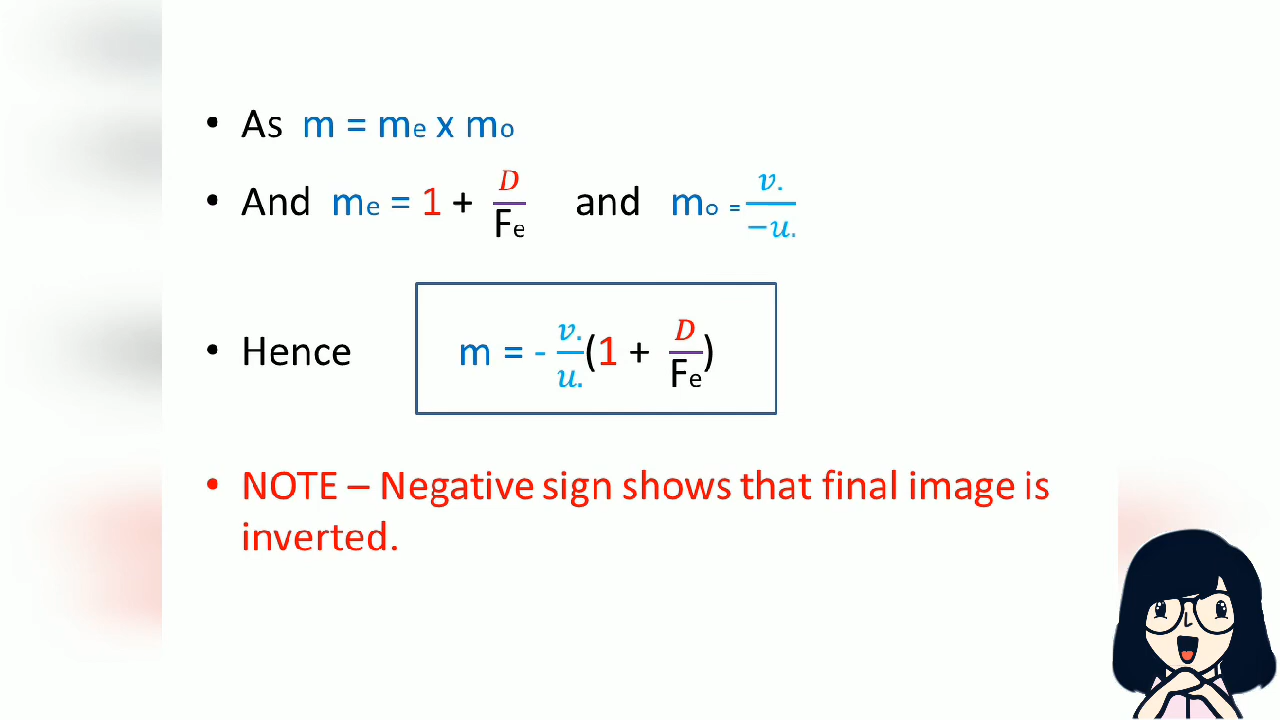 • As m = me x mo
• And me = 1 + D/Fe and mo = v./−u.
• Hence m = - v./u.(1 + D/Fe)
• NOTE – Negative sign shows that final image is
inverted.